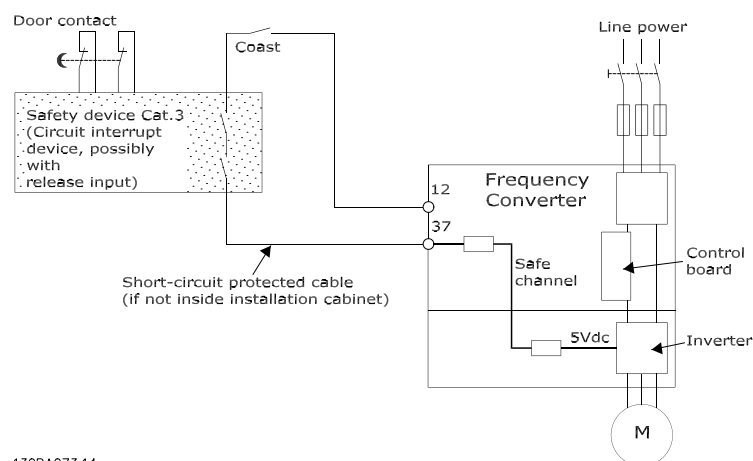 Door contact
Line power
Coast
Safety device Cat.3
(Circuit interrupt
device, possibly
with
release input)
12
Frequency
Converter
37
Safe
channel
Control
board
Short-circuit protected cable
(if not inside installation cabinet)
5Vdc
Inverter
M